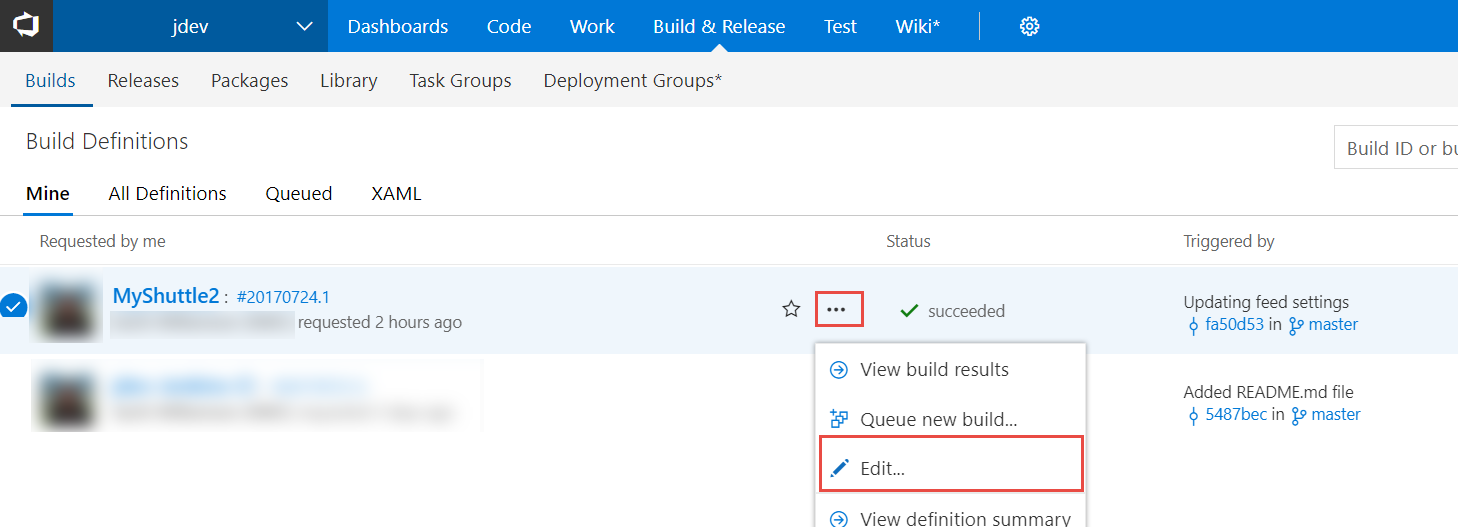 jdev Dashboards Code Work Build & Release Test Wiki*
Builds Releases Packages Library Task Groups Deployment Groups*
Build Definitions
Build ID or bu
Mine All Definitions Queued XAML
Requested by me Status Triggered by
MyShuttle2 : #20170724.1
requested 2 hours ago
succeeded
Updating feed settings
fa50d53 in master
View build results
Queue new build...
Edit...
View definition summary
Added README.md file
5487bec in master